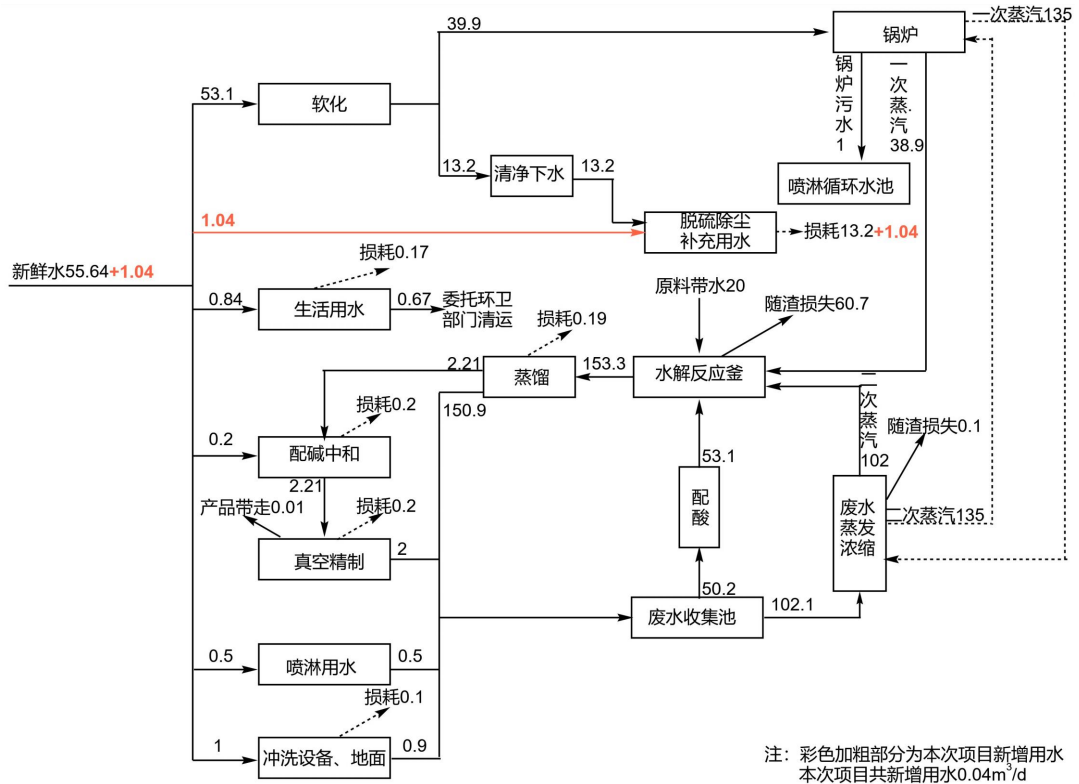 一次蒸汽135
39.9
锅炉
锅炉污水
1
一次蒸.汽
38.9
53.1
软化
13.2
清净下水
13.2
喷淋循环水池
1.04
脱硫除尘
补充用水
损耗13.2+1.04
新鲜水55.64+1.04
损耗0.17
0.84
生活用水
0.67
委托环卫
部门清运
原料带水20
随渣损失60.7
损耗0.19
2.21
蒸馏
153.3
水解反应釜
150.9
二次蒸汽
102
随渣损失0.1
损耗0.2
0.2
配碱中和
53.1
2.21
配酸
产品带走0.01
损耗0.2
废水
蒸发
浓缩
二次蒸汽135
真空精制
2
50.2
废水收集池
102.1
0.5
喷淋用水
0.5
损耗0.1
1
冲洗设备、地面
0.9
注：彩色加粗部分为本次项目新增用水
本次项目共新增用水0.04m³/d